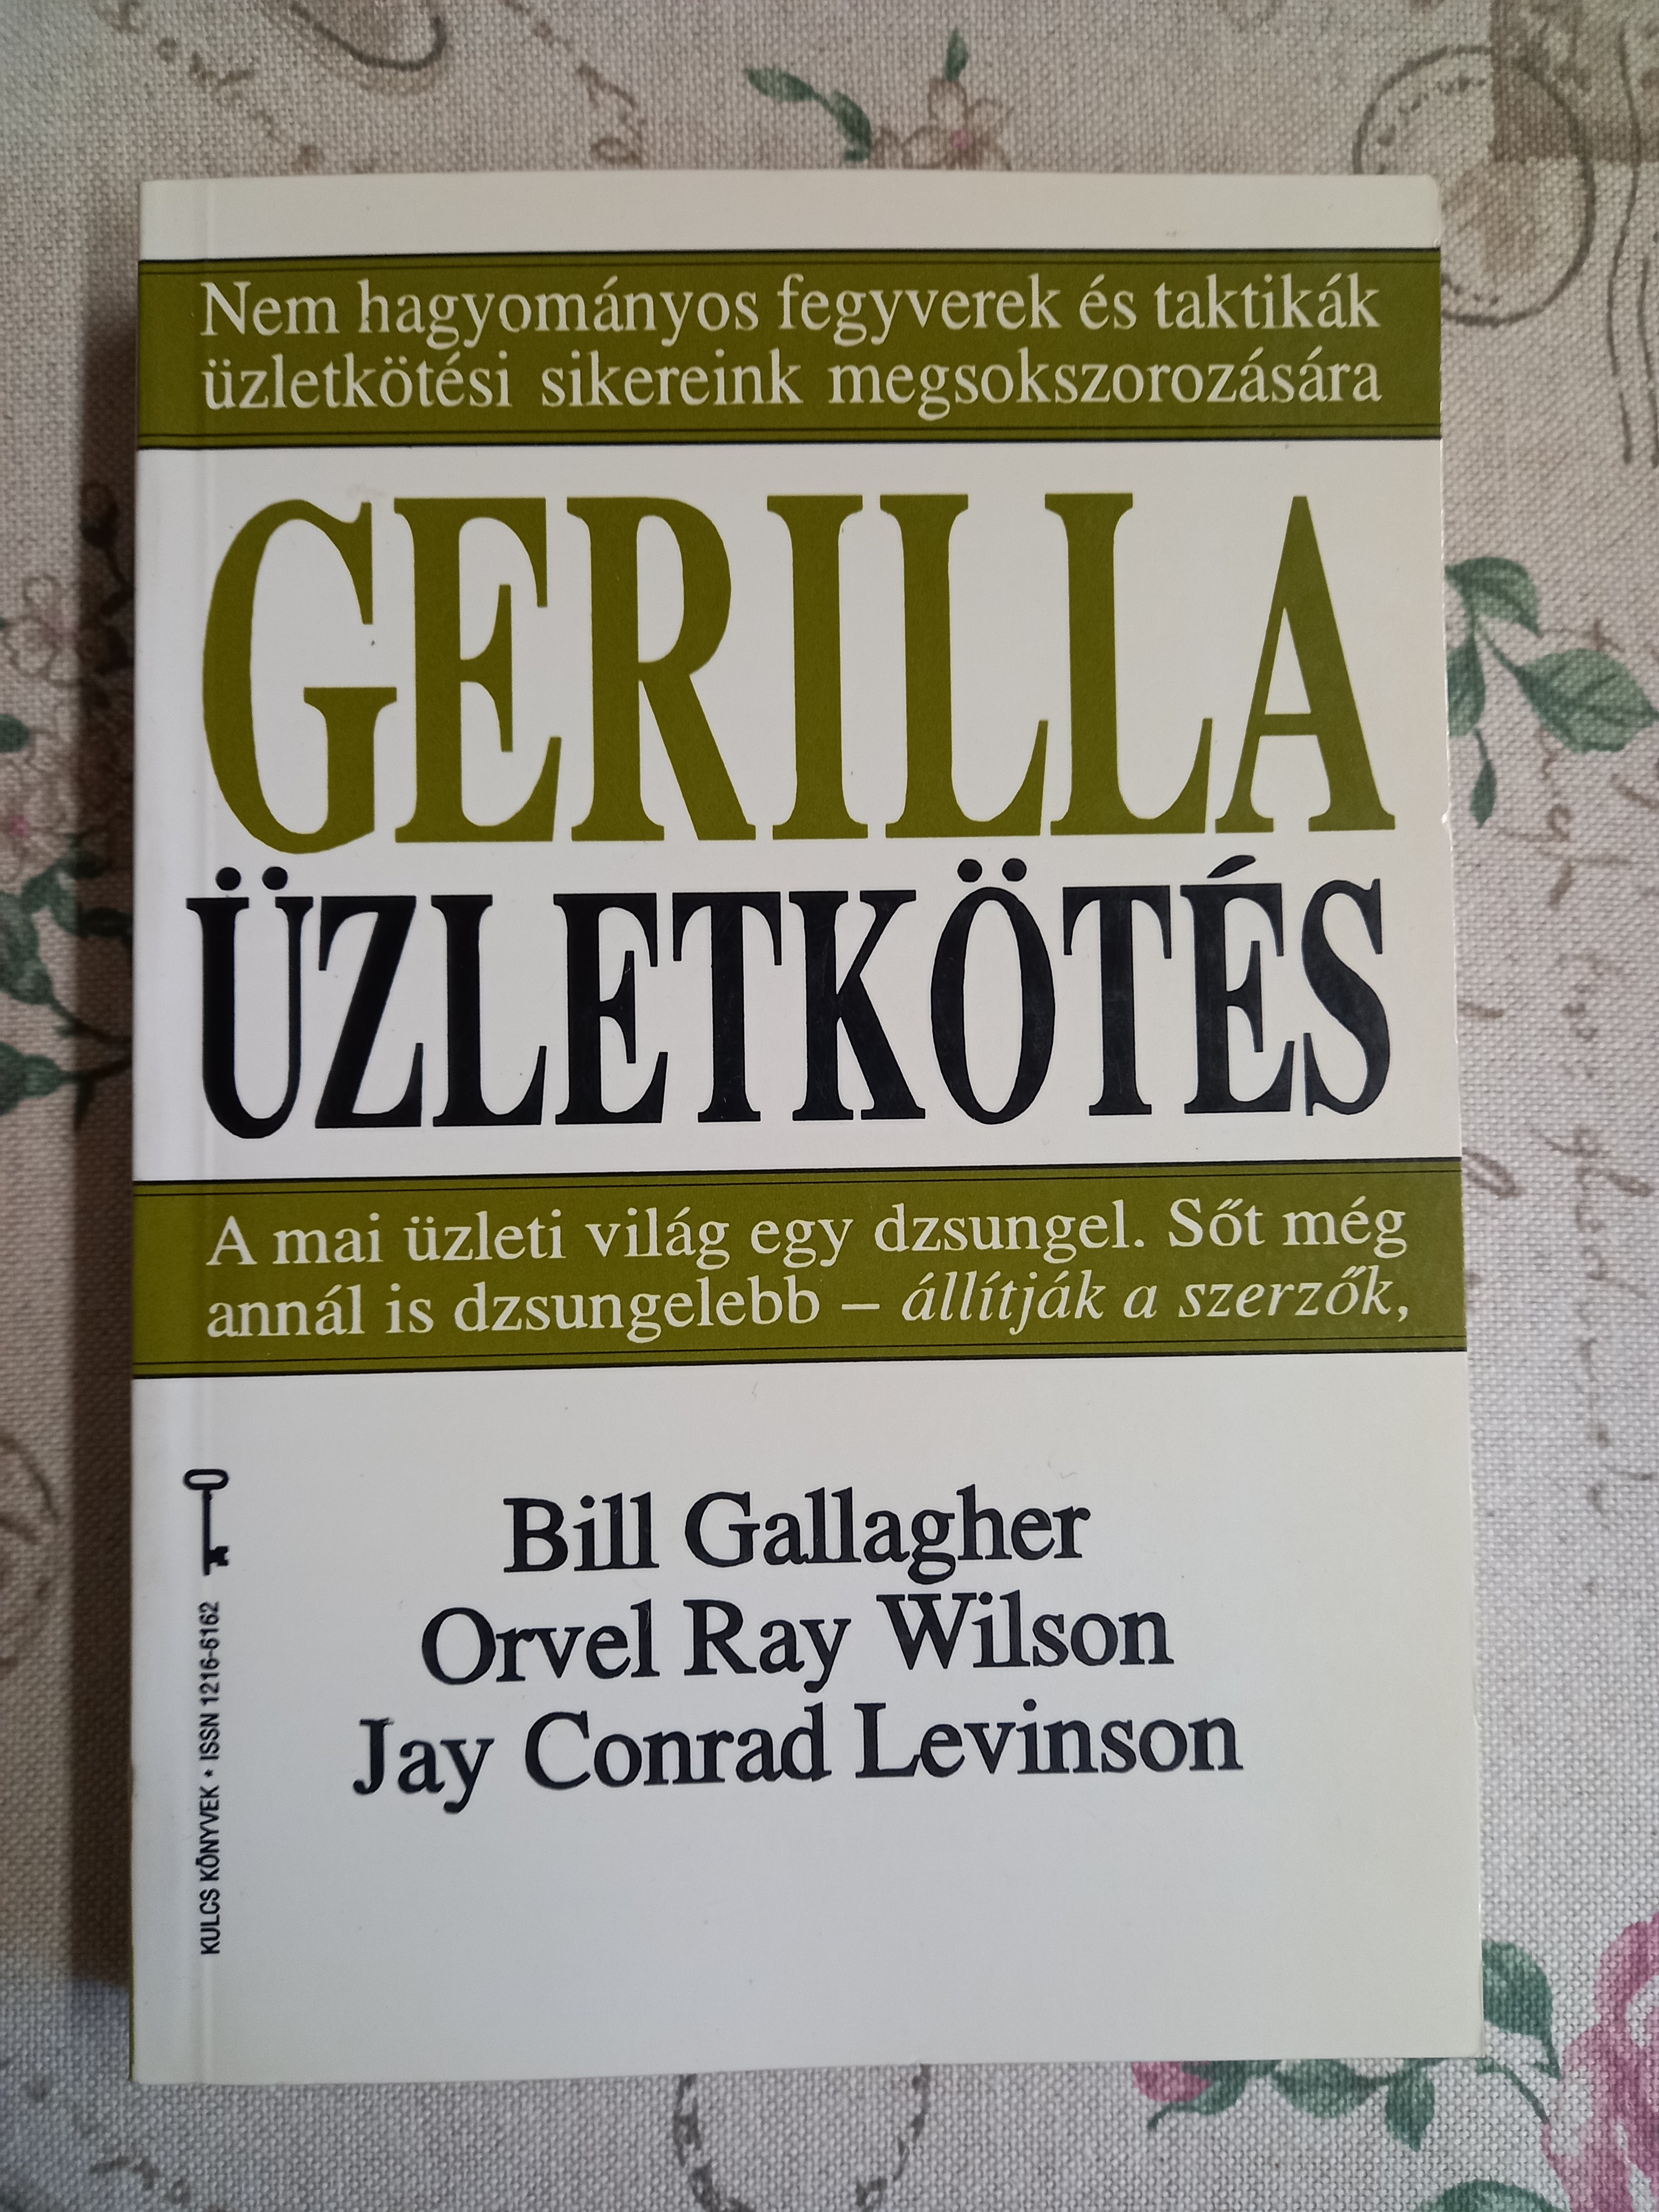 Nem hagyományos fegyverek és taktikák
üzletkötési sikereink megsokszorozására
GERILLA
ÜZLETKÖTÉS
A mai üzleti világ egy dzsungel. Sőt még
annál is dzsungelebb – állítják a szerzők,
Bill Gallagher
Orvel Ray Wilson
Jay Conrad Levinson
KULCS KÖNYVEK • ISSN 1216-6162